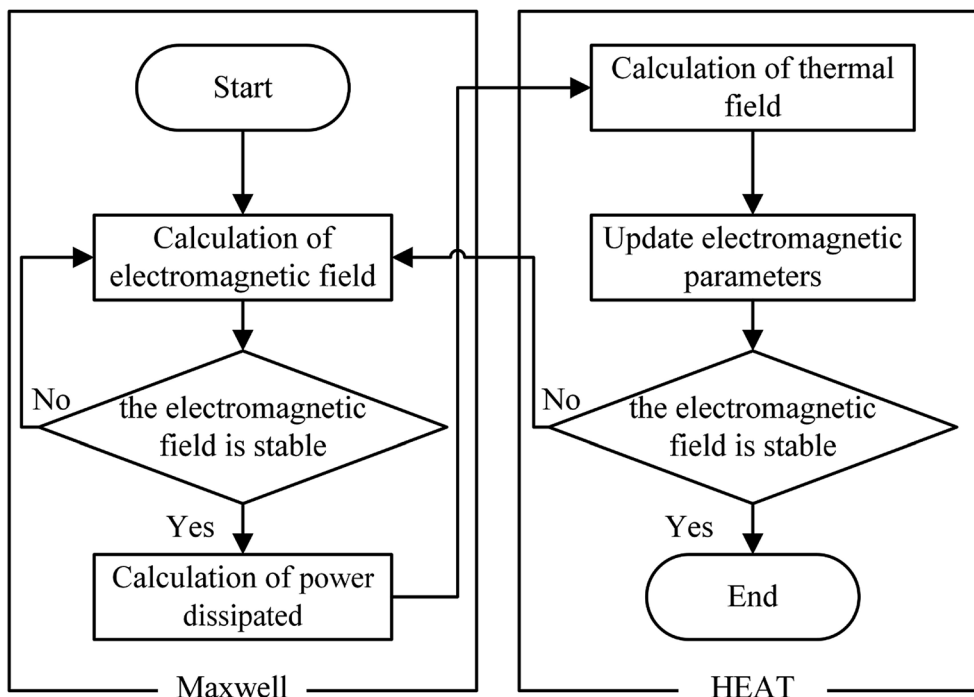 Start
Calculation of
electromagnetic field
No
the electromagnetic
field is stable
Yes
Calculation of power
dissipated
Maxwell
Calculation of thermal
field
Update electromagnetic
parameters
No
the electromagnetic
field is stable
Yes
End
HEAT